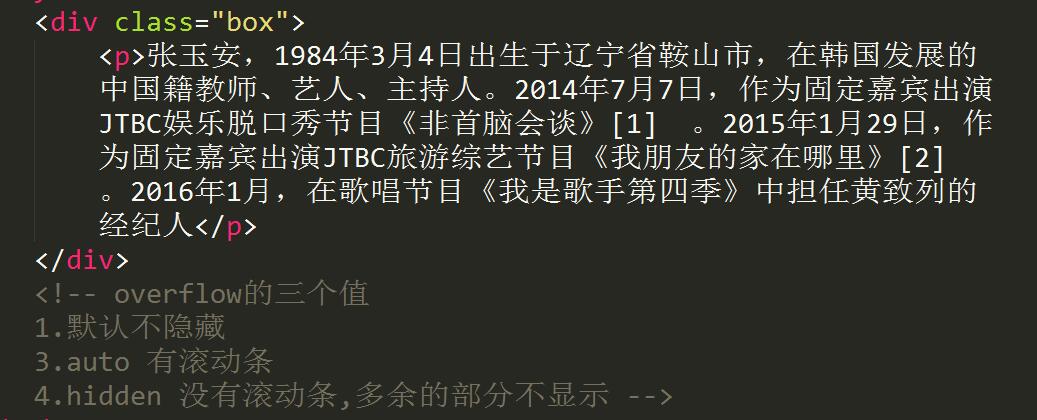 <div class="box">
<p>张玉安，1984年3月4日出生于辽宁省鞍山市，在韩国发展的
中国籍教师、艺人、主持人。2014年7月7日，作为固定嘉宾出演
JTBC娱乐脱口秀节目《非首脑会谈》[1] 。2015年1月29日，作
为固定嘉宾出演JTBC旅游综艺节目《我朋友的家在哪里》[2]
。2016年1月，在歌唱节目《我是歌手第四季》中担任黄致列的
经纪人</p>
</div>
<!-- overflow的三个值
1.默认不隐藏
3.auto 有滚动条
4.hidden 没有滚动条,多余的部分不显示 -->